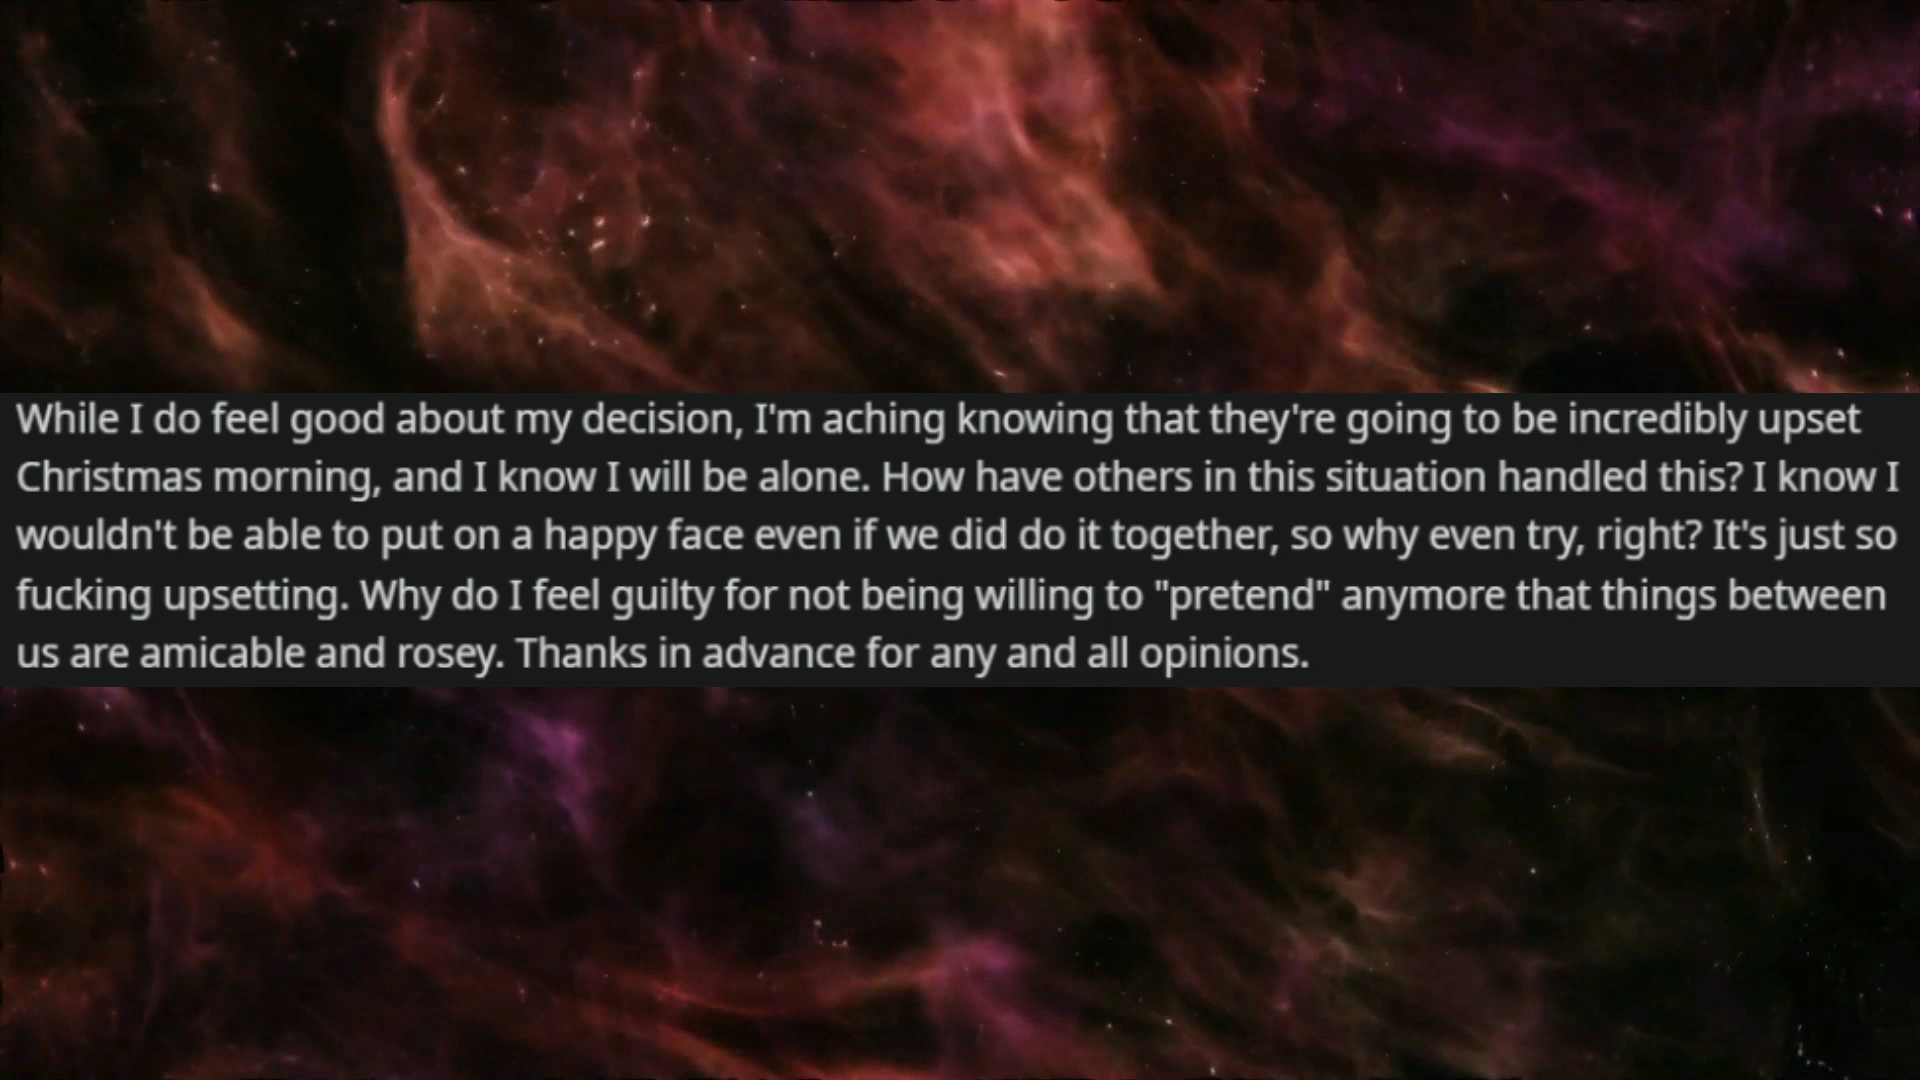 While I do feel good about my decision, I'm aching knowing that they're going to be incredibly upset
Christmas morning, and I know I will be alone. How have others in this situation handled this? I know I
wouldn't be able to put on a happy face even if we did do it together, so why even try, right? It's just so
fucking upsetting. Why do I feel guilty for not being willing to "pretend" anymore that things between
us are amicable and rosey. Thanks in advance for any and all opinions.